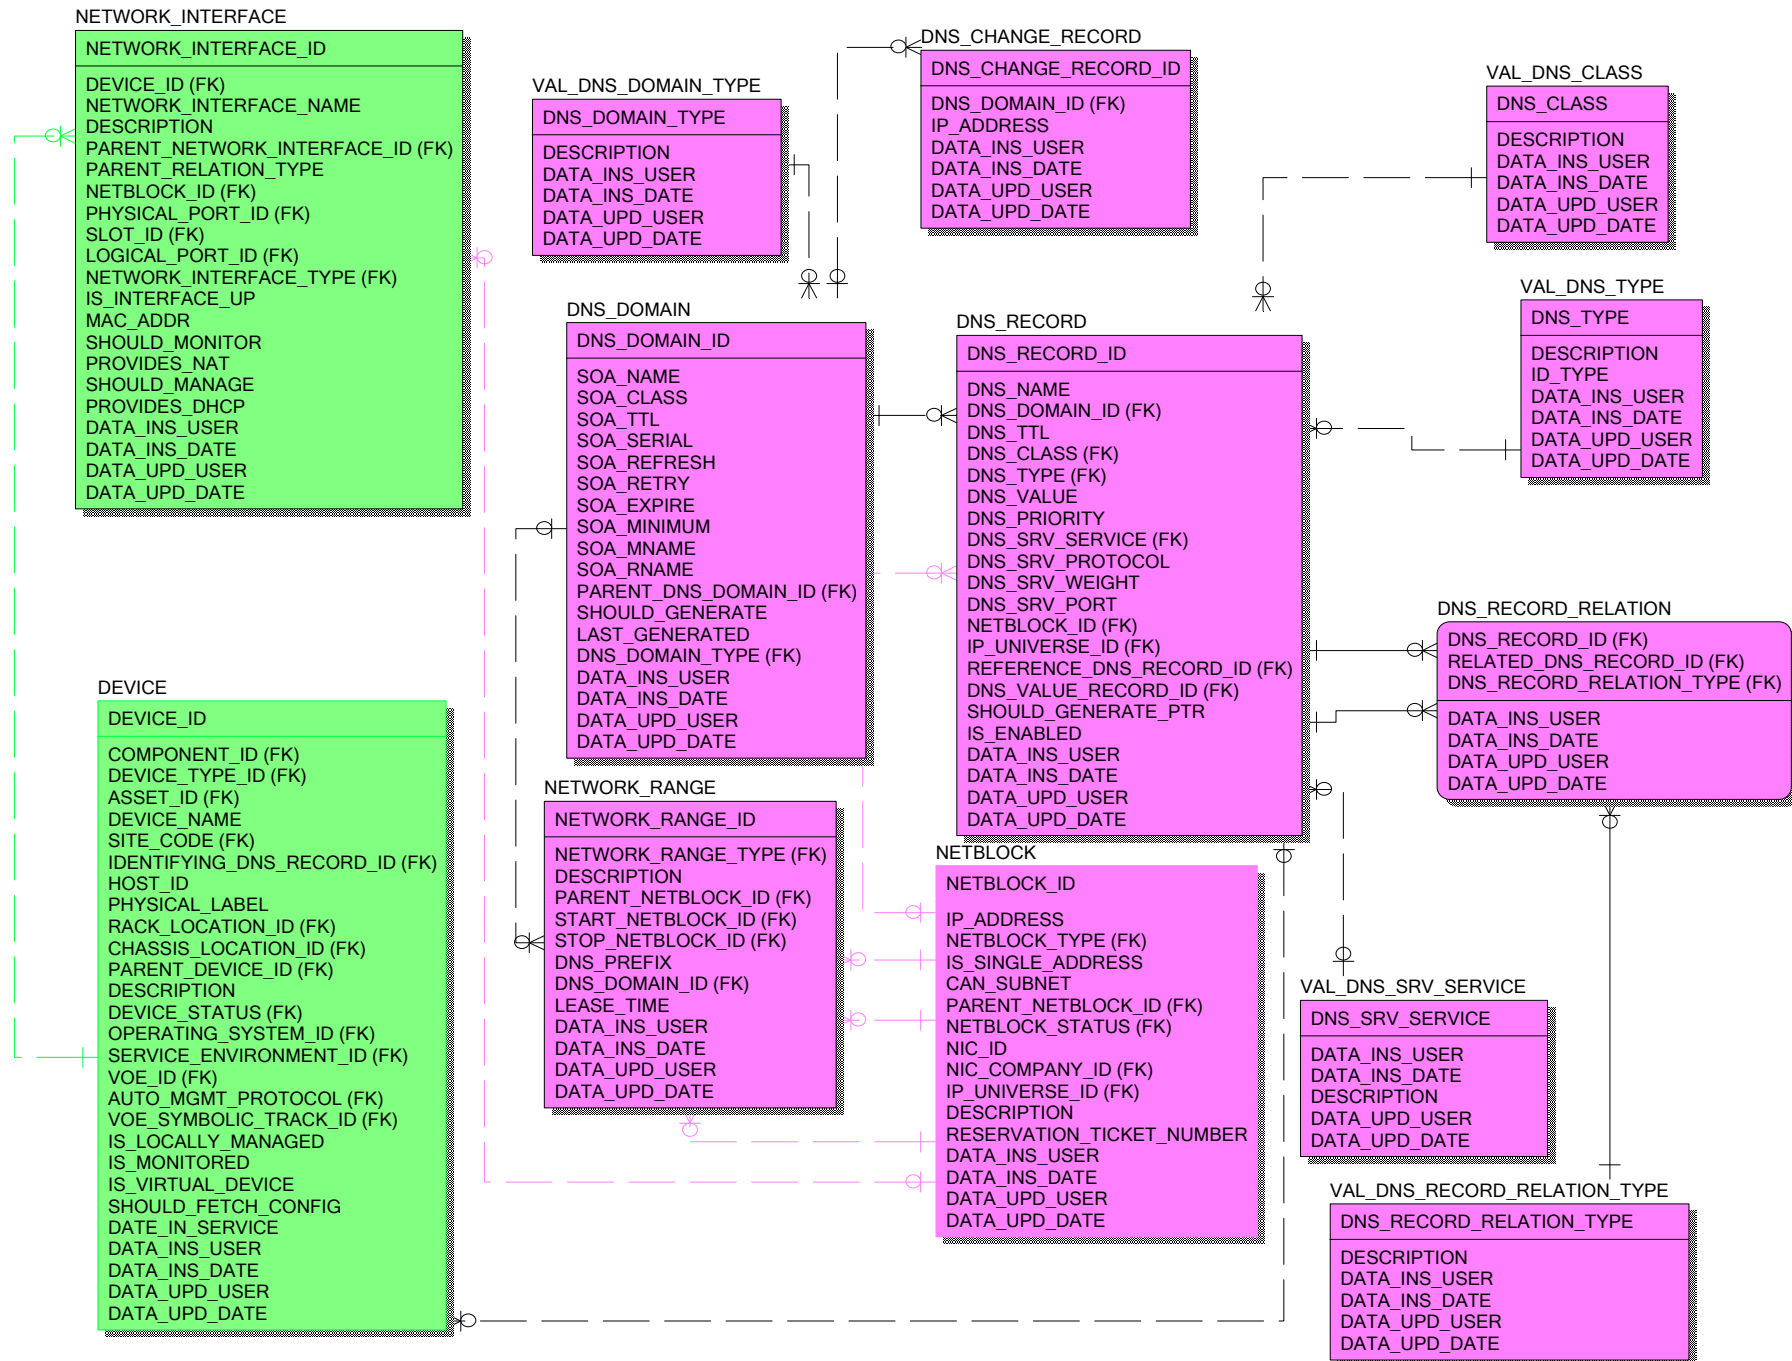 NETWORK_INTERFACE
NETWORK_INTERFACE_ID
DEVICE_ID (FK)
NETWORK_INTERFACE_NAME
DESCRIPTION
PARENT_NETWORK_INTERFACE_ID (FK)
PARENT_RELATION_TYPE
NETBLOCK_ID (FK)
PHYSICAL_PORT_ID (FK)
SLOT_ID (FK)
LOGICAL_PORT_ID (FK)
NETWORK_INTERFACE_TYPE (FK)
IS_INTERFACE_UP
MAC_ADDR
SHOULD_MONITOR
PROVIDES_NAT
SHOULD_MANAGE
PROVIDES_DHCP
DATA_INS_USER
DATA_INS_DATE
DATA_UPD_USER
DATA_UPD_DATE
VAL_DNS_DOMAIN_TYPE
DNS_DOMAIN_TYPE
DESCRIPTION
DATA_INS_USER
DATA_INS_DATE
DATA_UPD_USER
DATA_UPD_DATE
DNS_CHANGE_RECORD
DNS_CHANGE_RECORD_ID
DNS_DOMAIN_ID (FK)
IP_ADDRESS
DATA_INS_USER
DATA_INS_DATE
DATA_UPD_USER
DATA_UPD_DATE
VAL_DNS_CLASS
DNS_CLASS
DESCRIPTION
DATA_INS_USER
DATA_INS_DATE
DATA_UPD_USER
DATA_UPD_DATE
VAL_DNS_TYPE
DNS_TYPE
DESCRIPTION
ID_TYPE
DATA_INS_USER
DATA_INS_DATE
DATA_UPD_USER
DATA_UPD_DATE
DNS_DOMAIN
DNS_DOMAIN_ID
SOA_NAME
SOA_CLASS
SOA_TTL
SOA_SERIAL
SOA_REFRESH
SOA_RETRY
SOA_EXPIRE
SOA_MINIMUM
SOA_MNAME
SOA_RNAME
PARENT_DNS_DOMAIN_ID (FK)
SHOULD_GENERATE
LAST_GENERATED
DNS_DOMAIN_TYPE (FK)
DATA_INS_USER
DATA_INS_DATE
DATA_UPD_USER
DATA_UPD_DATE
DNS_RECORD
DNS_RECORD_ID
DNS_NAME
DNS_DOMAIN_ID (FK)
DNS_TTL
DNS_CLASS (FK)
DNS_TYPE (FK)
DNS_VALUE
DNS_PRIORITY
DNS_SRV_SERVICE (FK)
DNS_SRV_PROTOCOL
DNS_SRV_WEIGHT
DNS_SRV_PORT
NETBLOCK_ID (FK)
IP_UNIVERSE_ID (FK)
REFERENCE_DNS_RECORD_ID (FK)
DNS_VALUE_RECORD_ID (FK)
SHOULD_GENERATE_PTR
IS_ENABLED
DATA_INS_USER
DATA_INS_DATE
DATA_UPD_USER
DATA_UPD_DATE
DNS_RECORD_RELATION
DNS_RECORD_ID (FK)
RELATED_DNS_RECORD_ID (FK)
DNS_RECORD_RELATION_TYPE (FK)
DATA_INS_USER
DATA_INS_DATE
DATA_UPD_USER
DATA_UPD_DATE
DEVICE
DEVICE_ID
COMPONENT_ID (FK)
DEVICE_TYPE_ID (FK)
ASSET_ID (FK)
DEVICE_NAME
SITE_CODE (FK)
IDENTIFYING_DNS_RECORD_ID (FK)
HOST_ID
PHYSICAL_LABEL
RACK_LOCATION_ID (FK)
CHASSIS_LOCATION_ID (FK)
PARENT_DEVICE_ID (FK)
DESCRIPTION
DEVICE_STATUS (FK)
OPERATING_SYSTEM_ID (FK)
SERVICE_ENVIRONMENT_ID (FK)
VOE_ID (FK)
AUTO_MGMT_PROTOCOL (FK)
VOE_SYMBOLIC_TRACK_ID (FK)
IS_LOCALLY_MANAGED
IS_MONITORED
IS_VIRTUAL_DEVICE
SHOULD_FETCH_CONFIG
DATE_IN_SERVICE
DATA_INS_USER
DATA_INS_DATE
DATA_UPD_USER
DATA_UPD_DATE
NETWORK_RANGE
NETWORK_RANGE_ID
NETWORK_RANGE_TYPE (FK)
DESCRIPTION
PARENT_NETBLOCK_ID (FK)
START_NETBLOCK_ID (FK)
STOP_NETBLOCK_ID (FK)
DNS_PREFIX
DNS_DOMAIN_ID (FK)
LEASE_TIME
DATA_INS_USER
DATA_INS_DATE
DATA_UPD_USER
DATA_UPD_DATE
NETBLOCK
NETBLOCK_ID
IP_ADDRESS
NETBLOCK_TYPE (FK)
IS_SINGLE_ADDRESS
CAN_SUBNET
PARENT_NETBLOCK_ID (FK)
NETBLOCK_STATUS (FK)
NIC_ID
NIC_COMPANY_ID (FK)
IP_UNIVERSE_ID (FK)
DESCRIPTION
RESERVATION_TICKET_NUMBER
DATA_INS_USER
DATA_INS_DATE
DATA_UPD_USER
DATA_UPD_DATE
VAL_DNS_SRV_SERVICE
DNS_SRV_SERVICE
DATA_INS_USER
DATA_INS_DATE
DESCRIPTION
DATA_UPD_USER
DATA_UPD_DATE
VAL_DNS_RECORD_RELATION_TYPE
DNS_RECORD_RELATION_TYPE
DESCRIPTION
DATA_INS_USER
DATA_INS_DATE
DATA_UPD_USER
DATA_UPD_DATE